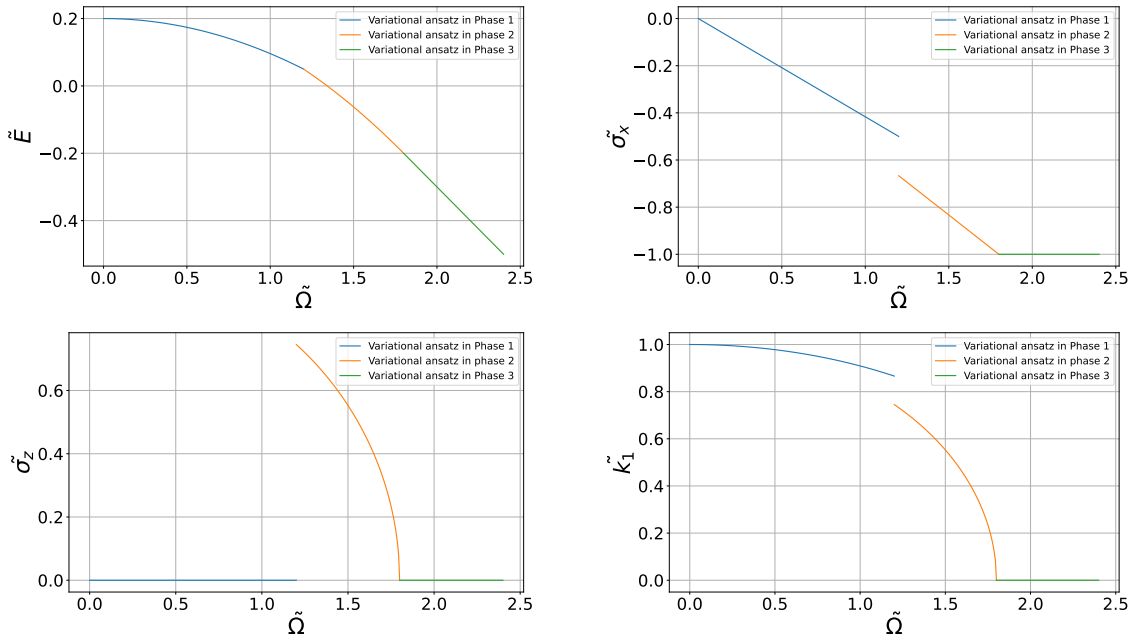 0.2
0.0
−0.2
−0.4
Ẽ
0.0 0.5 1.0 1.5 2.0 2.5
Ω̃
Variational ansatz in Phase 1
Variational ansatz in phase 2
Variational ansatz in Phase 3
0.0
−0.2
−0.4
−0.6
−0.8
−1.0
σ̃_x
0.0 0.5 1.0 1.5 2.0 2.5
Ω̃
Variational ansatz in Phase 1
Variational ansatz in phase 2
Variational ansatz in Phase 3
0.6
0.4
0.2
0.0
σ̃_z
0.0 0.5 1.0 1.5 2.0 2.5
Ω̃
Variational ansatz in Phase 1
Variational ansatz in phase 2
Variational ansatz in Phase 3
1.0
0.8
0.6
0.4
0.2
0.0
k̃_1
0.0 0.5 1.0 1.5 2.0 2.5
Ω̃
Variational ansatz in Phase 1
Variational ansatz in phase 2
Variational ansatz in Phase 3